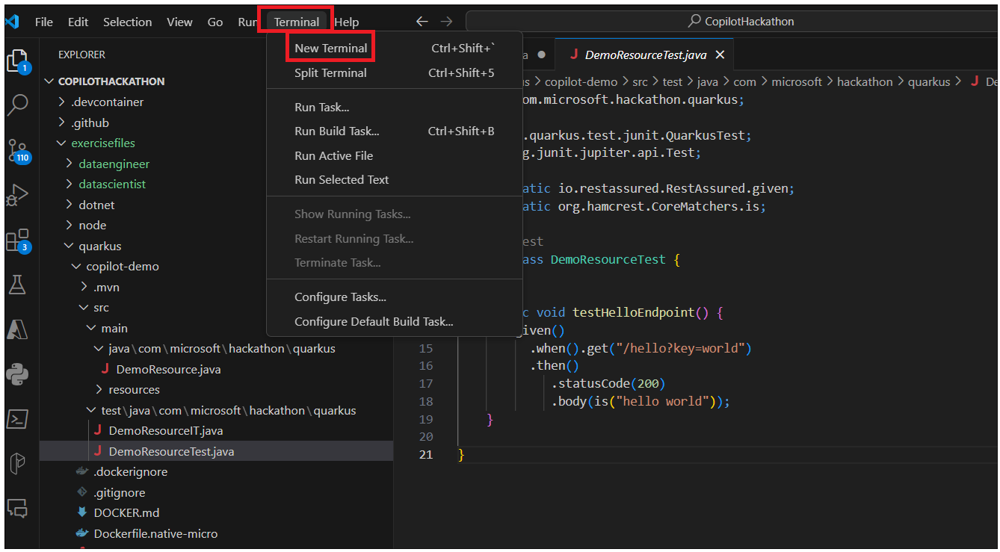 File Edit Selection View Go Run Terminal Help CopilotHackathon
EXPLORER
1
COPILOTHACKATHON
.devcontainer
.github
exercisefiles
110
dataengineer
datascientist
dotnet
node
3
quarkus
copilot-demo
.mvn
src
main
java\com\microsoft\hackathon\quarkus
DemoResource.java
resources
test\java\com\microsoft\hackathon\quarkus
DemoResourceIT.java
DemoResourceTest.java
.dockerignore
.gitignore
DOCKER.md
Dockerfile.native-micro
New Terminal Ctrl+Shift+`
Split Terminal Ctrl+Shift+5
Run Task...
Run Build Task... Ctrl+Shift+B
Run Active File
Run Selected Text
Show Running Tasks...
Restart Running Task...
Terminate Task...
Configure Tasks...
Configure Default Build Task...
a ● J DemoResourceTest.java ×
us > copilot-demo > src > test > java > com > microsoft > hackathon > quarkus > J De
om.microsoft.hackathon.quarkus;
.quarkus.test.junit.QuarkusTest;
g.junit.jupiter.api.Test;
atic io.restassured.RestAssured.given;
atic org.hamcrest.CoreMatchers.is;
est
ass DemoResourceTest {
c void testHelloEndpoint() {
given()
15 .when().get("/hello?key=world")
16 .then()
17 .statusCode(200)
18 .body(is("hello world"));
19 }
20
21 }